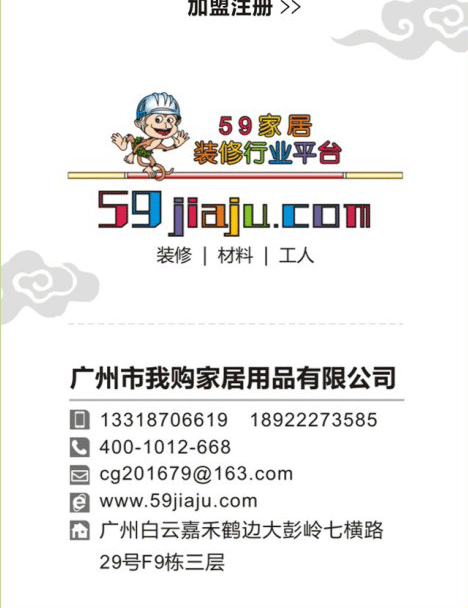 加盟注册 >>
59家居
装修行业平台
59jiaju.com
装修 | 材料 | 工人
广州市我购家居用品有限公司
13318706619 18922273585
400-1012-668
cg201679@163.com
www.59jiaju.com
广州白云嘉禾鹤边大彭岭七横路
29号F9栋三层